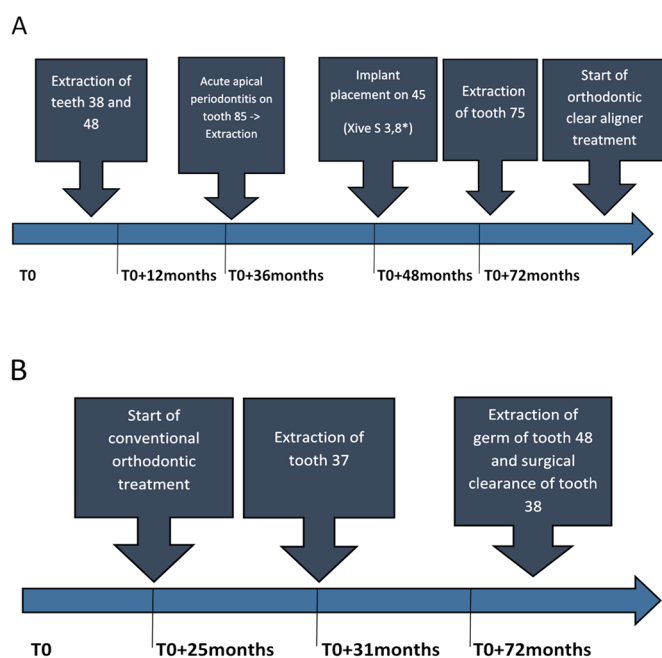 A
Extraction of
teeth 38 and
48
Acute apical
periodontitis on
tooth 85 ->
Extraction
Implant
placement on 45
(Xive S 3,8*)
Extraction
of tooth 75
Start of
orthodontic
clear aligner
treatment
T0
T0+12months
T0+36months
T0+48months
T0+72months
B
Start of
conventional
orthodontic
treatment
Extraction of
tooth 37
Extraction of
germ of tooth 48
and surgical
clearance of tooth
38
T0
T0+25months
T0+31months
T0+72months